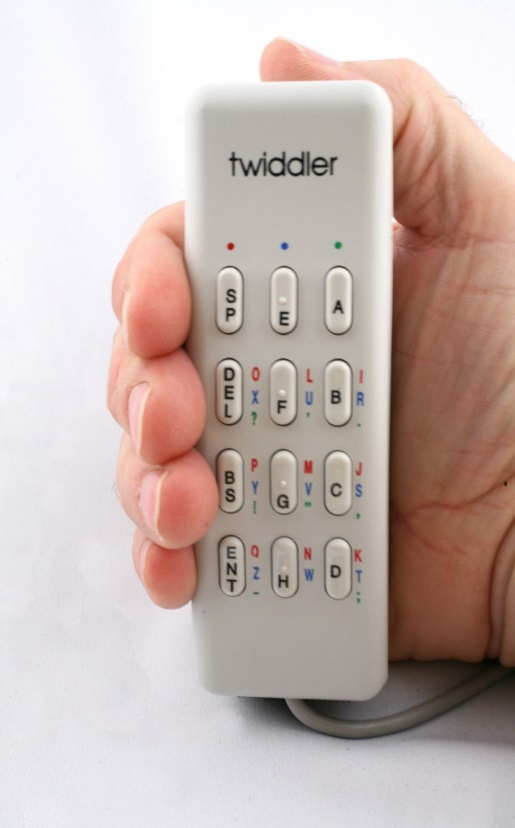 twiddler
SP E A
DEL O X ? F L U ' B I R .
BS P Y ! G M V " C J S ,
ENT Q Z - H N W D K T ;